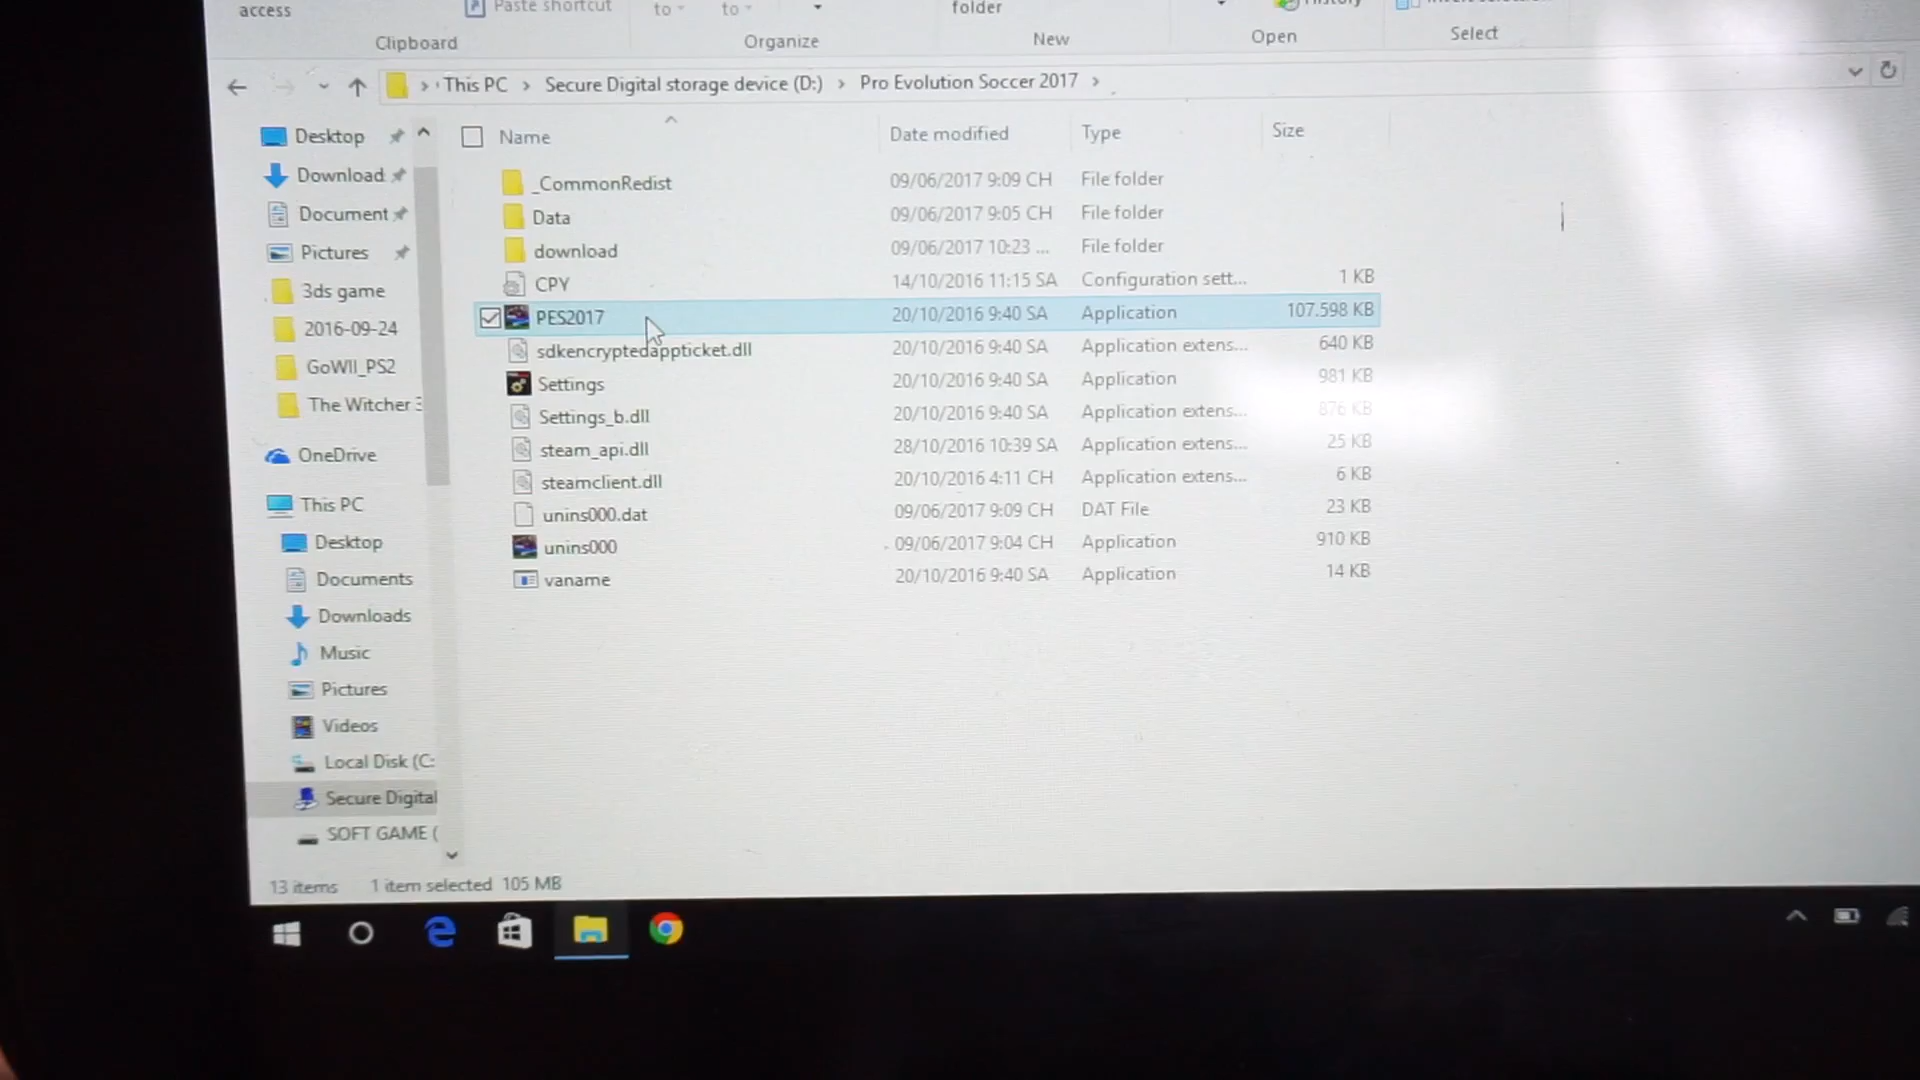 access
Paste shortcut
to
to
folder
History
Clipboard
Organize
New
Open
Select
This PC > Secure Digital storage device (D:) > Pro Evolution Soccer 2017 >
Name Date modified Type Size
_CommonRedist 09/06/2017 9:09 CH File folder
Data 09/06/2017 9:05 CH File folder
download 09/06/2017 10:23 ... File folder
CPY 14/10/2016 11:15 SA Configuration sett... 1 KB
PES2017 20/10/2016 9:40 SA Application 107.598 KB
sdkencryptedappticket.dll 20/10/2016 9:40 SA Application extens... 640 KB
Settings 20/10/2016 9:40 SA Application 981 KB
Settings_b.dll 20/10/2016 9:40 SA Application extens... 876 KB
steam_api.dll 28/10/2016 10:39 SA Application extens... 25 KB
steamclient.dll 20/10/2016 4:11 CH Application extens... 6 KB
unins000.dat 09/06/2017 9:09 CH DAT File 23 KB
unins000 09/06/2017 9:04 CH Application 910 KB
vaname 20/10/2016 9:40 SA Application 14 KB
Desktop
Download
Document
Pictures
3ds game
2016-09-24
GoWII_PS2
The Witcher 3
OneDrive
This PC
Desktop
Documents
Downloads
Music
Pictures
Videos
Local Disk (C:
Secure Digital
SOFT GAME (
13 items 1 item selected 105 MB